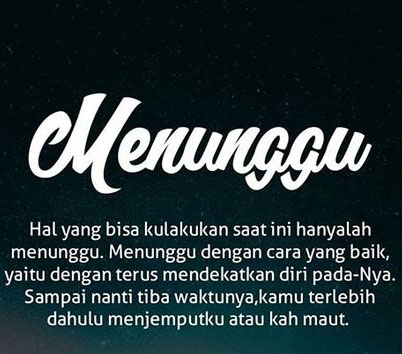 Menunggu
Hal yang bisa kulakukan saat ini hanyalah
menunggu. Menunggu dengan cara yang baik,
yaitu dengan terus mendekatkan diri pada-Nya.
Sampai nanti tiba waktunya,kamu terlebih
dahulu menjemputku atau kah maut.